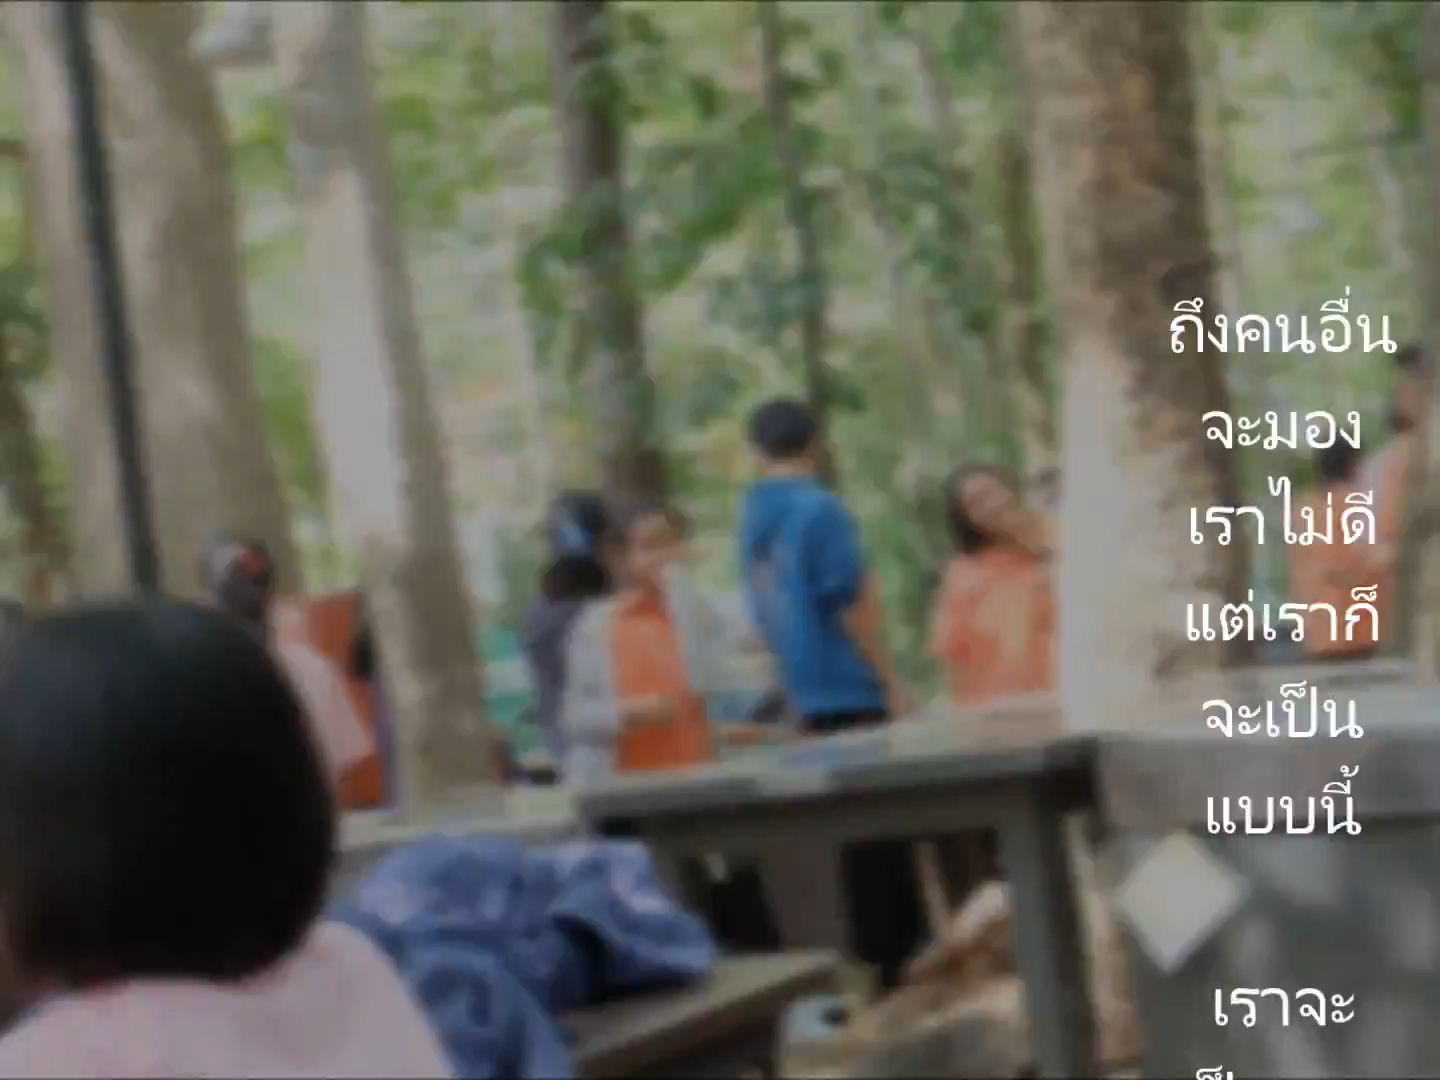 ถึงคนอื่น
จะมอง
เราไม่ดี
แต่เราก็
จะเป็น
แบบนี้
เราจะ